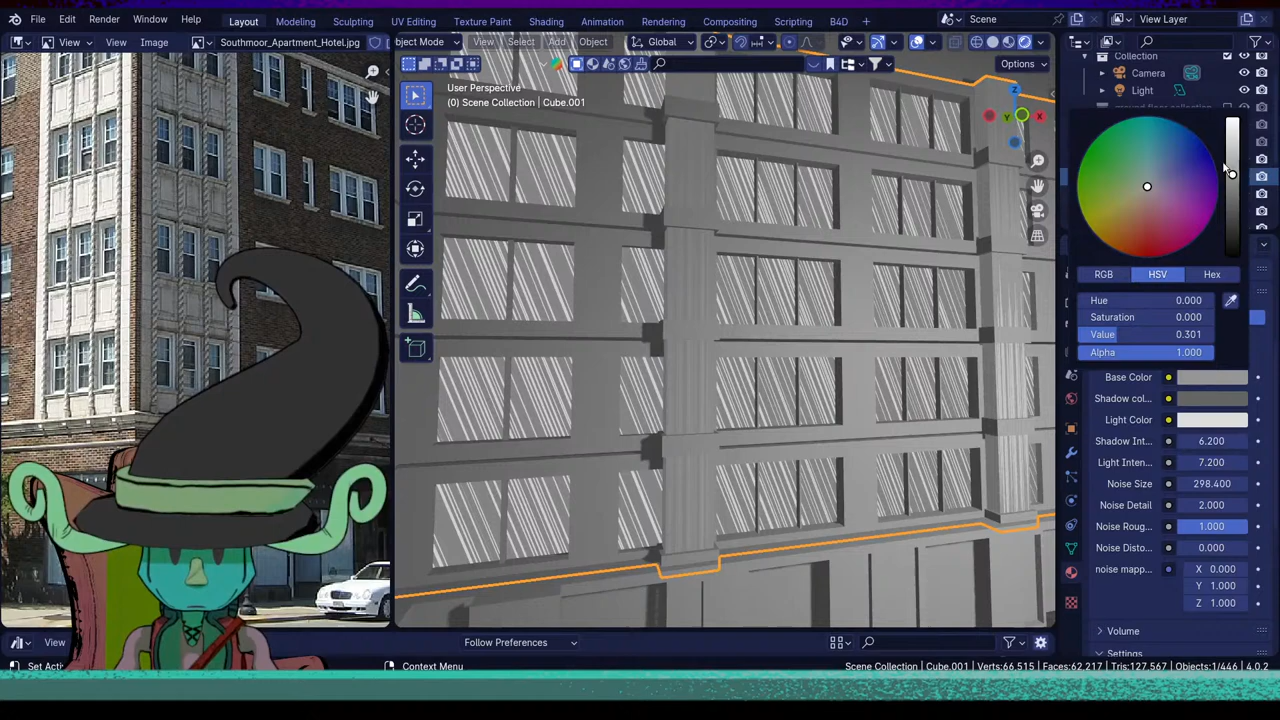 File Edit Render Window Help
Layout Modeling Sculpting UV Editing Texture Paint Shading Animation Rendering Compositing Scripting B4D +
Scene
View Layer
View View Image Southmoor_Apartment_Hotel.jpg
bject Mode View Select Add Object Global
Options
User Perspective
(0) Scene Collection | Cube.001
Z
Y
X
Collection
Camera
Light
RGB HSV Hex
Hue 0.000
Saturation 0.000
Value 0.301
Alpha 1.000
Base Color
Shadow col...
Light Color
Shadow Int... 6.200
Light Inten... 7.200
Noise Size 298.400
Noise Detail 2.000
Noise Roug... 1.000
Noise Disto... 0.000
noise mapp... X 0.000
Y 1.000
Z 1.000
Volume
Settings
View
Follow Preferences
Set Acti
Context Menu
Scene Collection | Cube.001 | Verts:66,515 | Faces:62,217 | Tris:127,567 | Objects:1/446 | 4.0.2